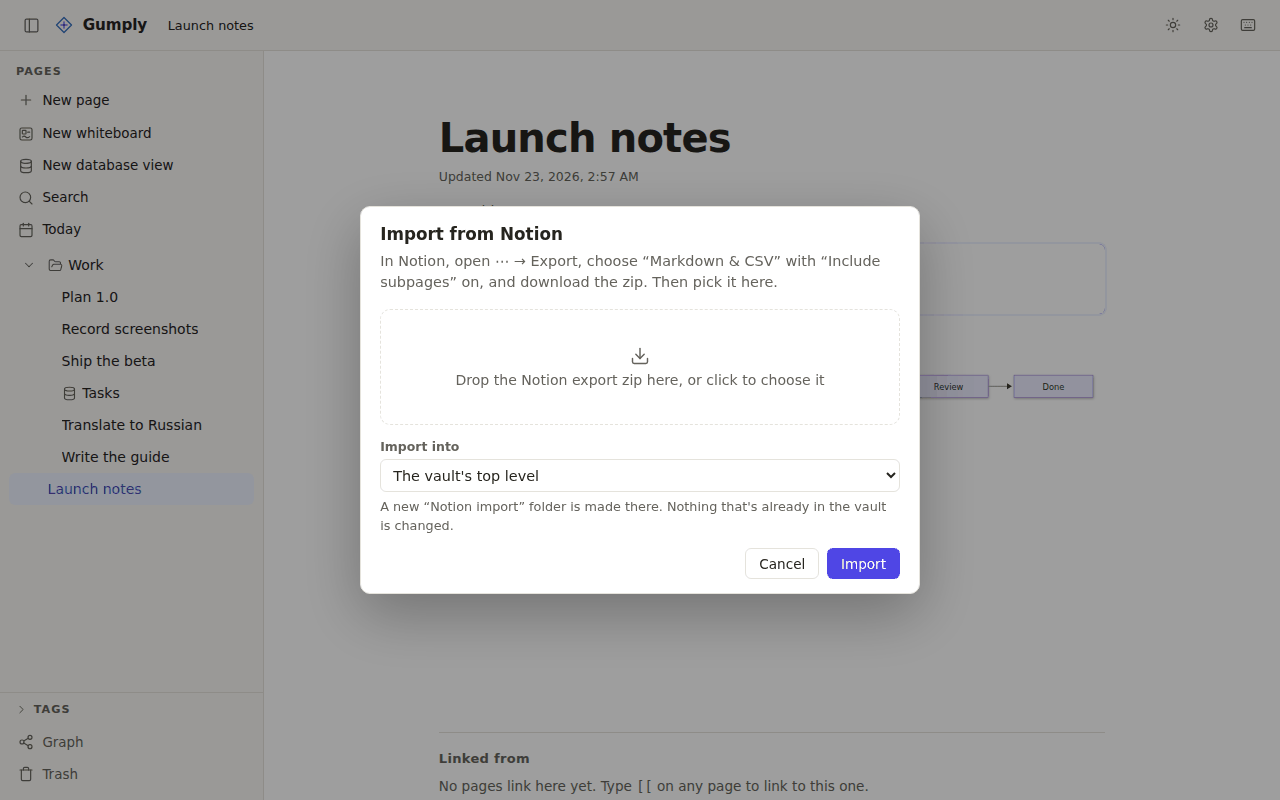 Gumply
Launch notes
PAGES
New page
New whiteboard
New database view
Search
Today
Work
Plan 1.0
Record screenshots
Ship the beta
Tasks
Translate to Russian
Write the guide
Launch notes
TAGS
Graph
Trash
Launch notes
Updated Nov 23, 2026, 2:57 AM
Import from Notion
In Notion, open ··· → Export, choose “Markdown & CSV” with “Include
subpages” on, and download the zip. Then pick it here.
Drop the Notion export zip here, or click to choose it
Import into
The vault's top level
A new “Notion import” folder is made there. Nothing that's already in the vault
is changed.
Cancel
Import
Review
Done
Linked from
No pages link here yet. Type [[ on any page to link to this one.